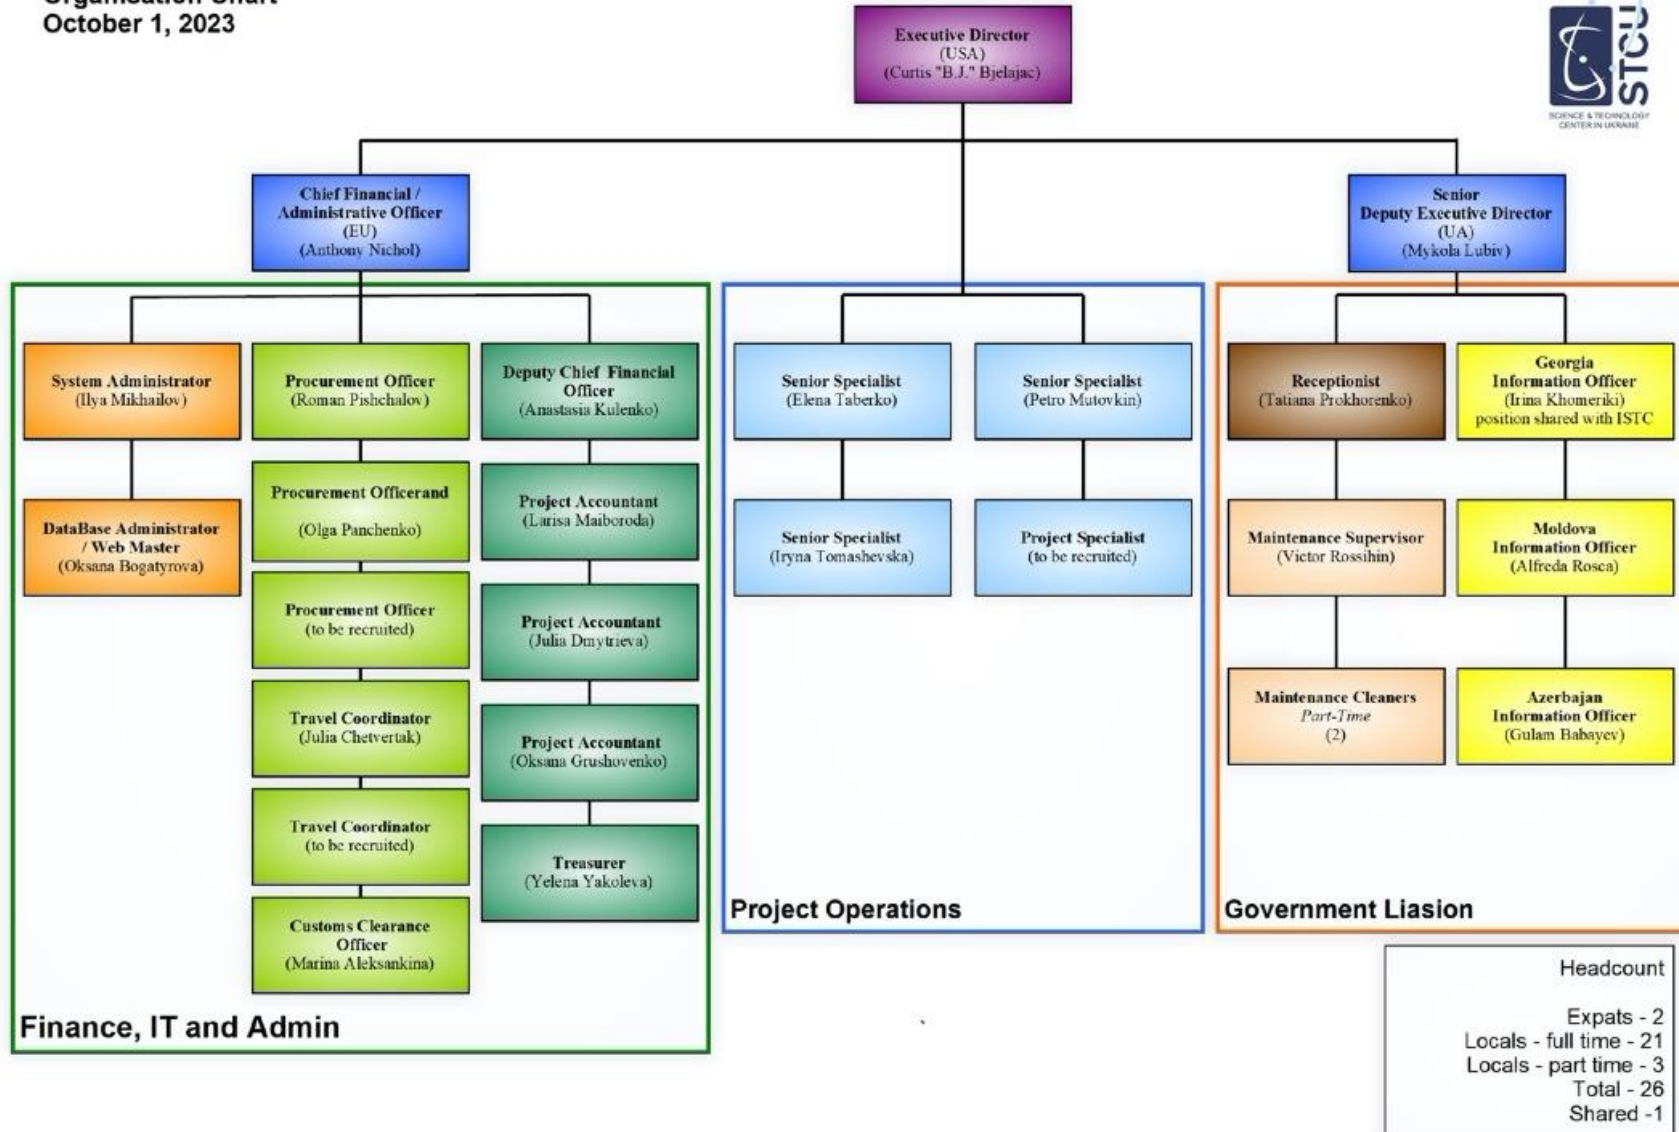 Organisation Chart
October 1, 2023
Executive Director
(USA)
(Curtis "B.J." Bjelajac)
STCU
SCIENCE & TECHNOLOGY
CENTER IN UKRAINE
Chief Financial /
Administrative Officer
(EU)
(Anthony Nichol)
Senior
Deputy Executive Director
(UA)
(Mykola Lubiv)
System Administrator
(Ilya Mikhailov)
DataBase Administrator
/ Web Master
(Oksana Bogatyrova)
Procurement Officer
(Roman Pishchalov)
Procurement Officerand
(Olga Panchenko)
Procurement Officer
(to be recruited)
Travel Coordinator
(Julia Chetvertak)
Travel Coordinator
(to be recruited)
Customs Clearance
Officer
(Marina Aleksankina)
Deputy Chief Financial
Officer
(Anastasia Kulenko)
Project Accountant
(Larisa Maiboroda)
Project Accountant
(Julia Dmytrieva)
Project Accountant
(Oksana Grushovenko)
Treasurer
(Yelena Yakoleva)
Finance, IT and Admin
Senior Specialist
(Elena Taberko)
Senior Specialist
(Iryna Tomashevska)
Senior Specialist
(Petro Mutovkin)
Project Specialist
(to be recruited)
Project Operations
Receptionist
(Tatiana Prokhorenko)
Maintenance Supervisor
(Victor Rossihin)
Maintenance Cleaners
Part-Time
(2)
Georgia
Information Officer
(Irina Khomeriki)
position shared with ISTC
Moldova
Information Officer
(Alfreda Rosca)
Azerbajan
Information Officer
(Gulam Babayev)
Government Liasion
Headcount
Expats - 2
Locals - full time - 21
Locals - part time - 3
Total - 26
Shared -1